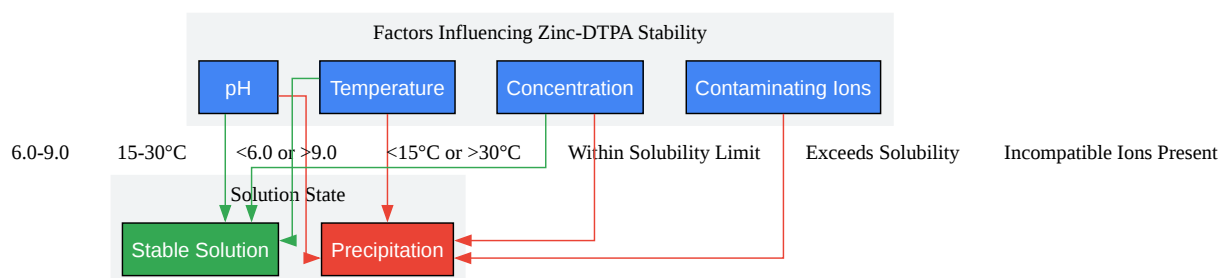 Factors Influencing Zinc-DTPA Stability
pH
Temperature
Concentration
Contaminating Ions
6.0-9.0
15-30°C
<6.0 or >9.0
<15°C or >30°C
Within Solubility Limit
Exceeds Solubility
Incompatible Ions Present
Solution State
Stable Solution
Precipitation